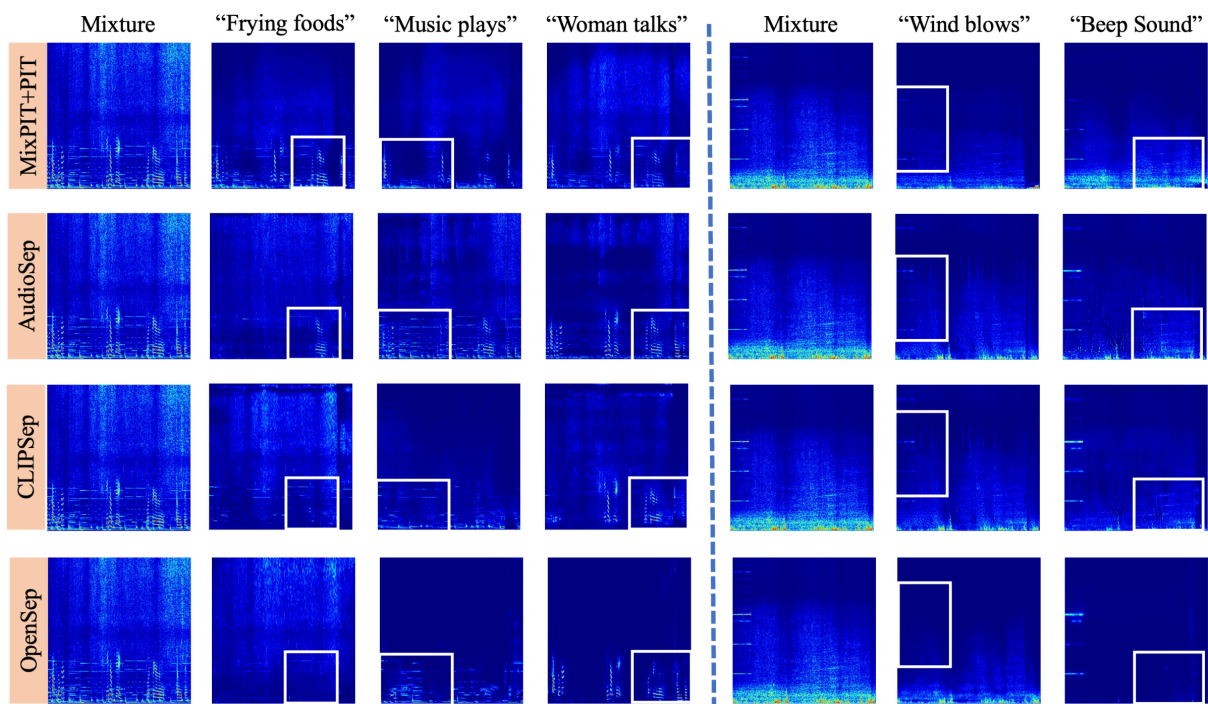 Mixture “Frying foods” “Music plays” “Woman talks” Mixture “Wind blows” “Beep Sound”
MixPIT+PIT
AudioSep
CLIPSep
OpenSep